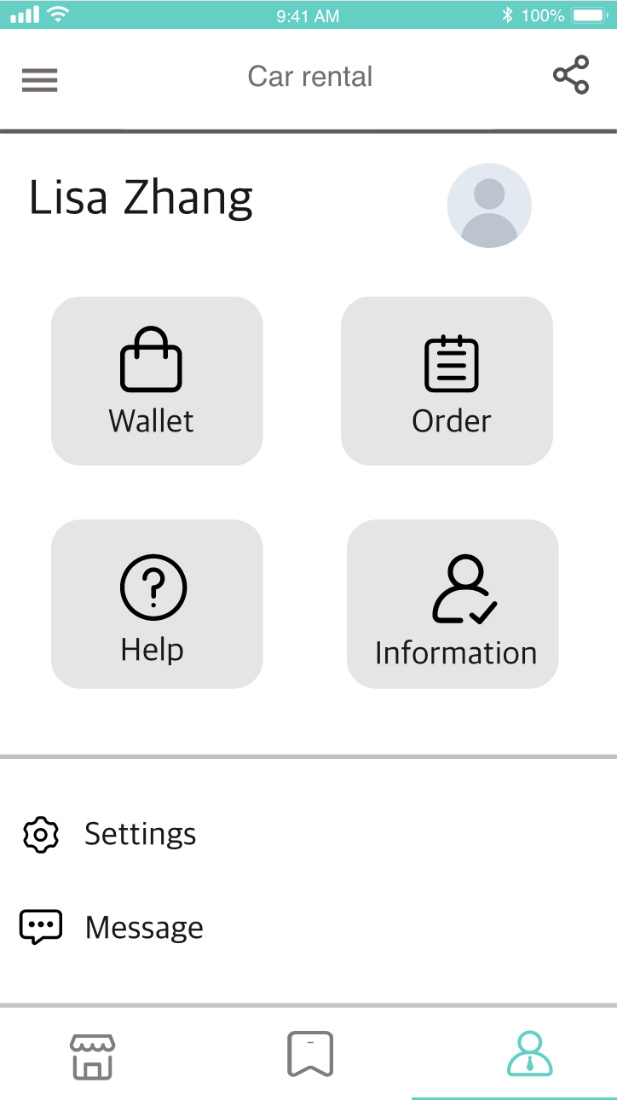 9:41 AM 100%
Car rental
Lisa Zhang
Wallet
Order
Help
Information
Settings
Message